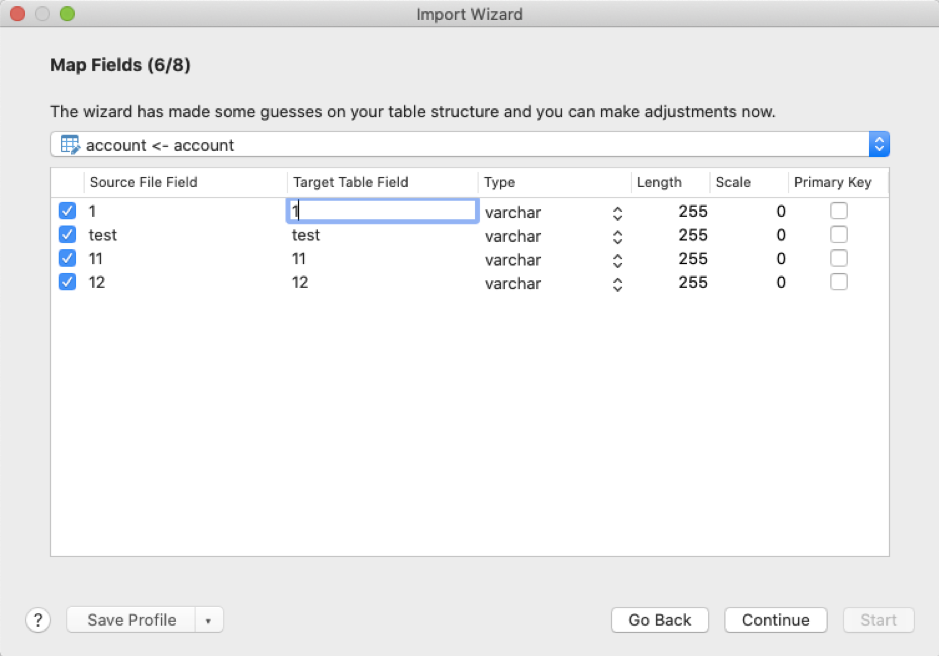 Import Wizard
Map Fields (6/8)
The wizard has made some guesses on your table structure and you can make adjustments now.
account <- account
Source File Field Target Table Field Type Length Scale Primary Key
1 1 varchar 255 0
test test varchar 255 0
11 11 varchar 255 0
12 12 varchar 255 0
? Save Profile Go Back Continue Start